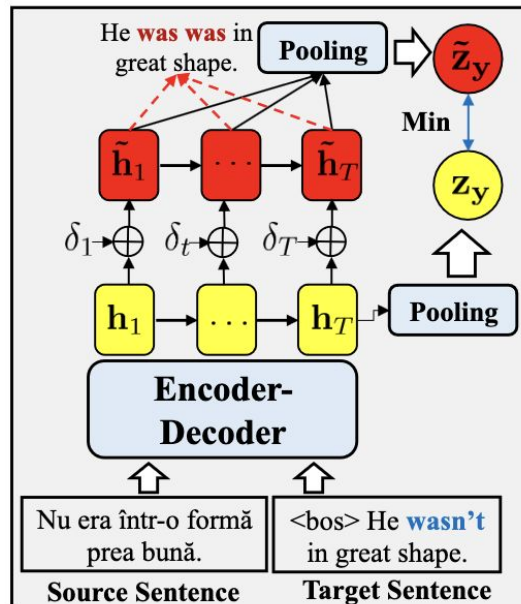 He was was in
great shape.
Pooling
z̃y
Min
zy
h̃1
· · ·
h̃T
δ1
δt
δT
h1
· · ·
hT
Pooling
Encoder-
Decoder
Nu era într-o formă
prea bună.
<bos> He wasn't
in great shape.
Source Sentence
Target Sentence